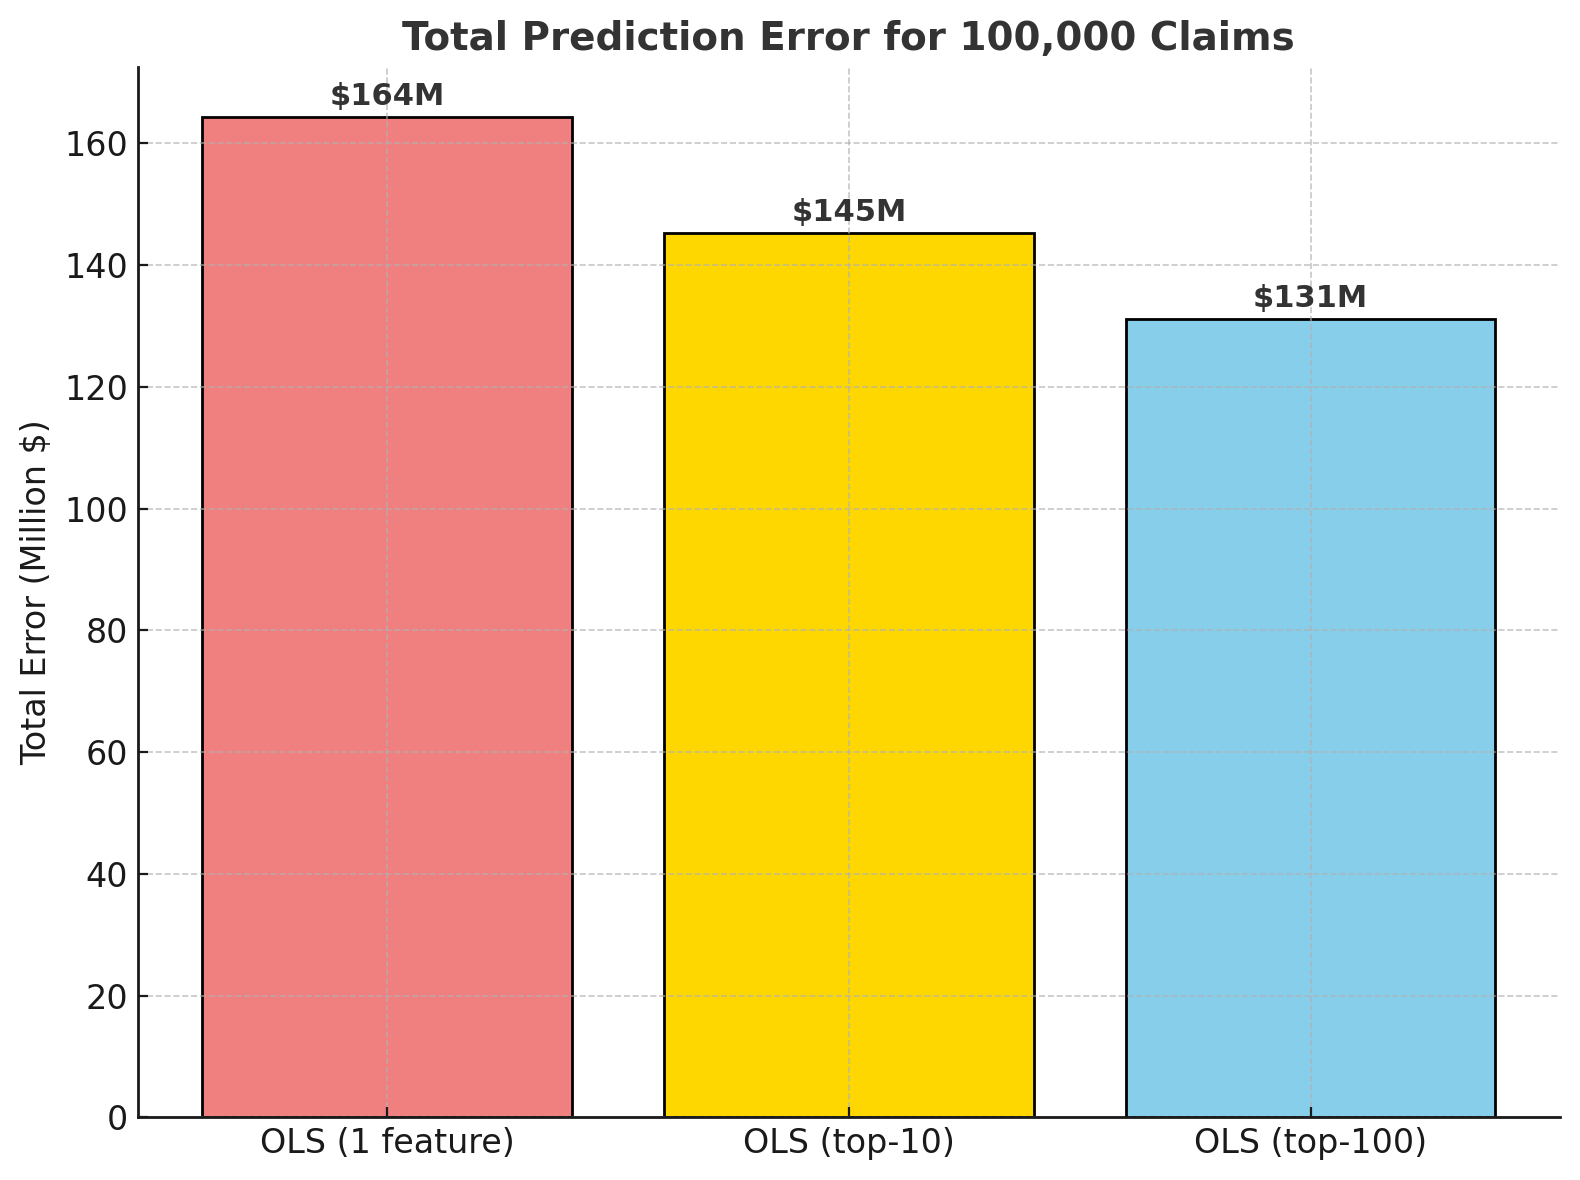 Total Prediction Error for 100,000 Claims
$164M
$145M
$131M
Total Error (Million $)
160
140
120
100
80
60
40
20
0
OLS (1 feature)
OLS (top-10)
OLS (top-100)